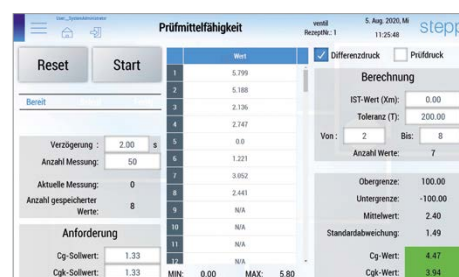 Prüfmittelfähigkeit
ventil
RezeptNr.: 1
5. Aug. 2020, Mi
11:25:48
stepp
Reset
Start
Bereit
Verzögerung : 2.00 s
Anzahl Messung: 50
Aktuelle Messung: 0
Anzahl gespeicherter
Werte: 8
Anforderung
Cg-Sollwert: 1.33
Cgk-Sollwert: 1.33
Wert
1 5.799
2 5.188
3 2.136
4 2.747
5 0.0
6 1.221
7 3.052
8 2.441
9 N/A
10 N/A
11 N/A
12 N/A
MIN: 0.00 MAX: 5.80
Differenzdruck
Prüfdruck
Berechnung
IST-Wert (Xm): 0.00
Toleranz (T): 200.00
Von : 2 Bis: 8
Anzahl Werte: 7
Obergrenze: 100.00
Untergrenze: -100.00
Mittelwert: 2.40
Standardabweichung: 1.49
Cg-Wert: 4.47
Cgk-Wert: 3.94